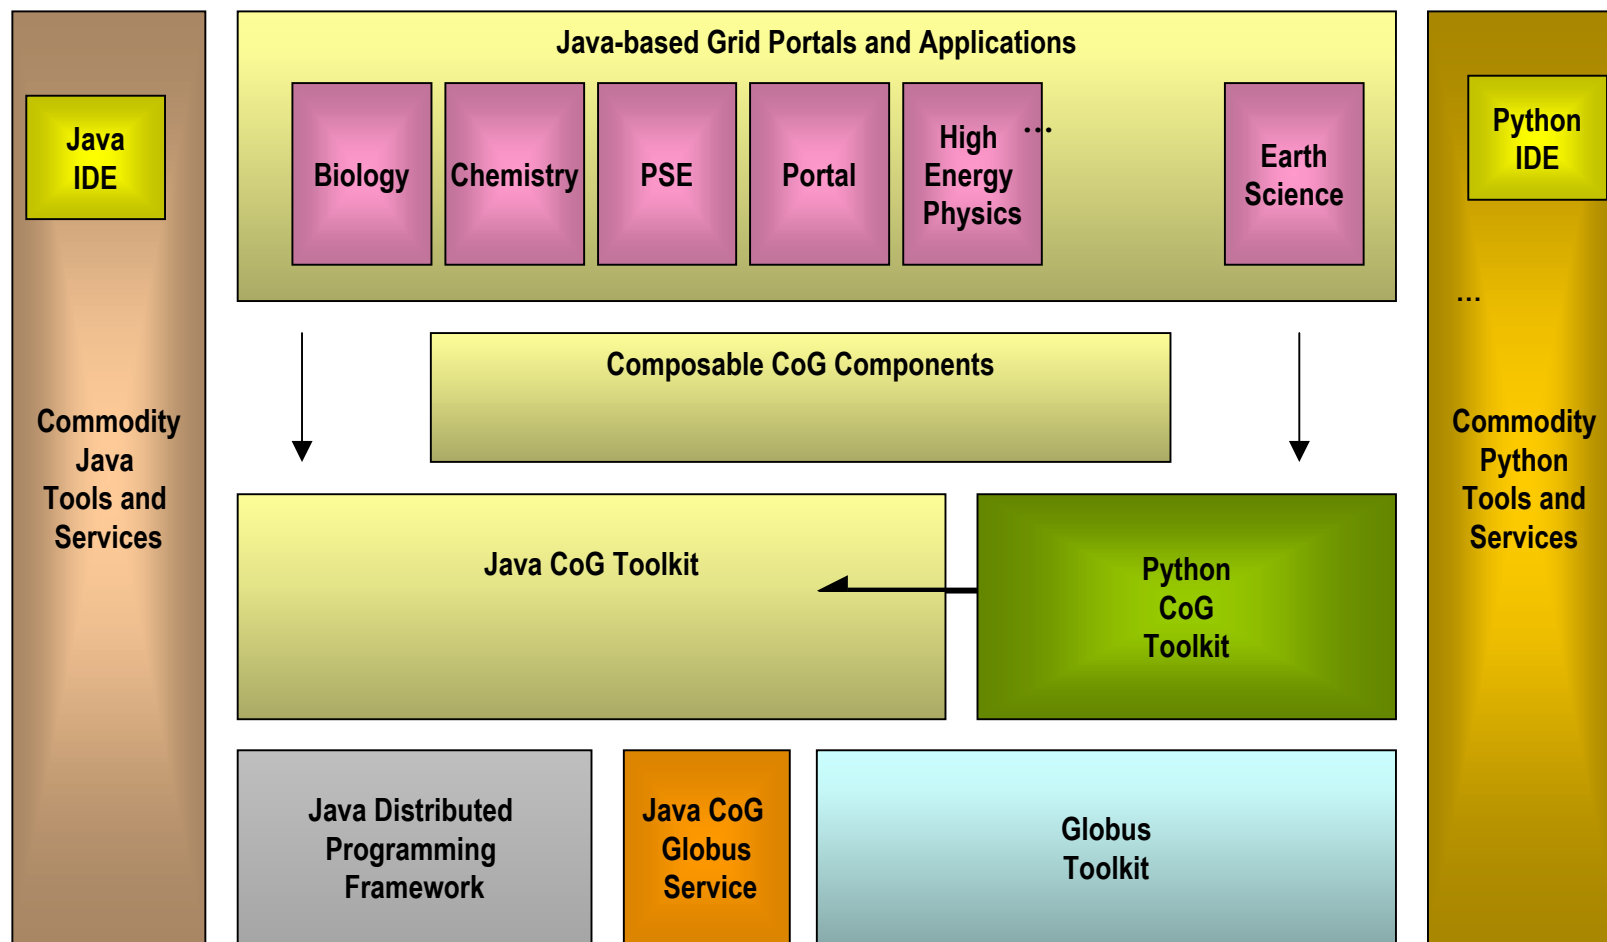 Java-based Grid Portals and Applications
Java
IDE
Biology
Chemistry
PSE
Portal
High
Energy
Physics
...
Earth
Science
Python
IDE
...
Composable CoG Components
Commodity
Java
Tools and
Services
Commodity
Python
Tools and
Services
Java CoG Toolkit
Python
CoG
Toolkit
Java Distributed
Programming
Framework
Java CoG
Globus
Service
Globus
Toolkit